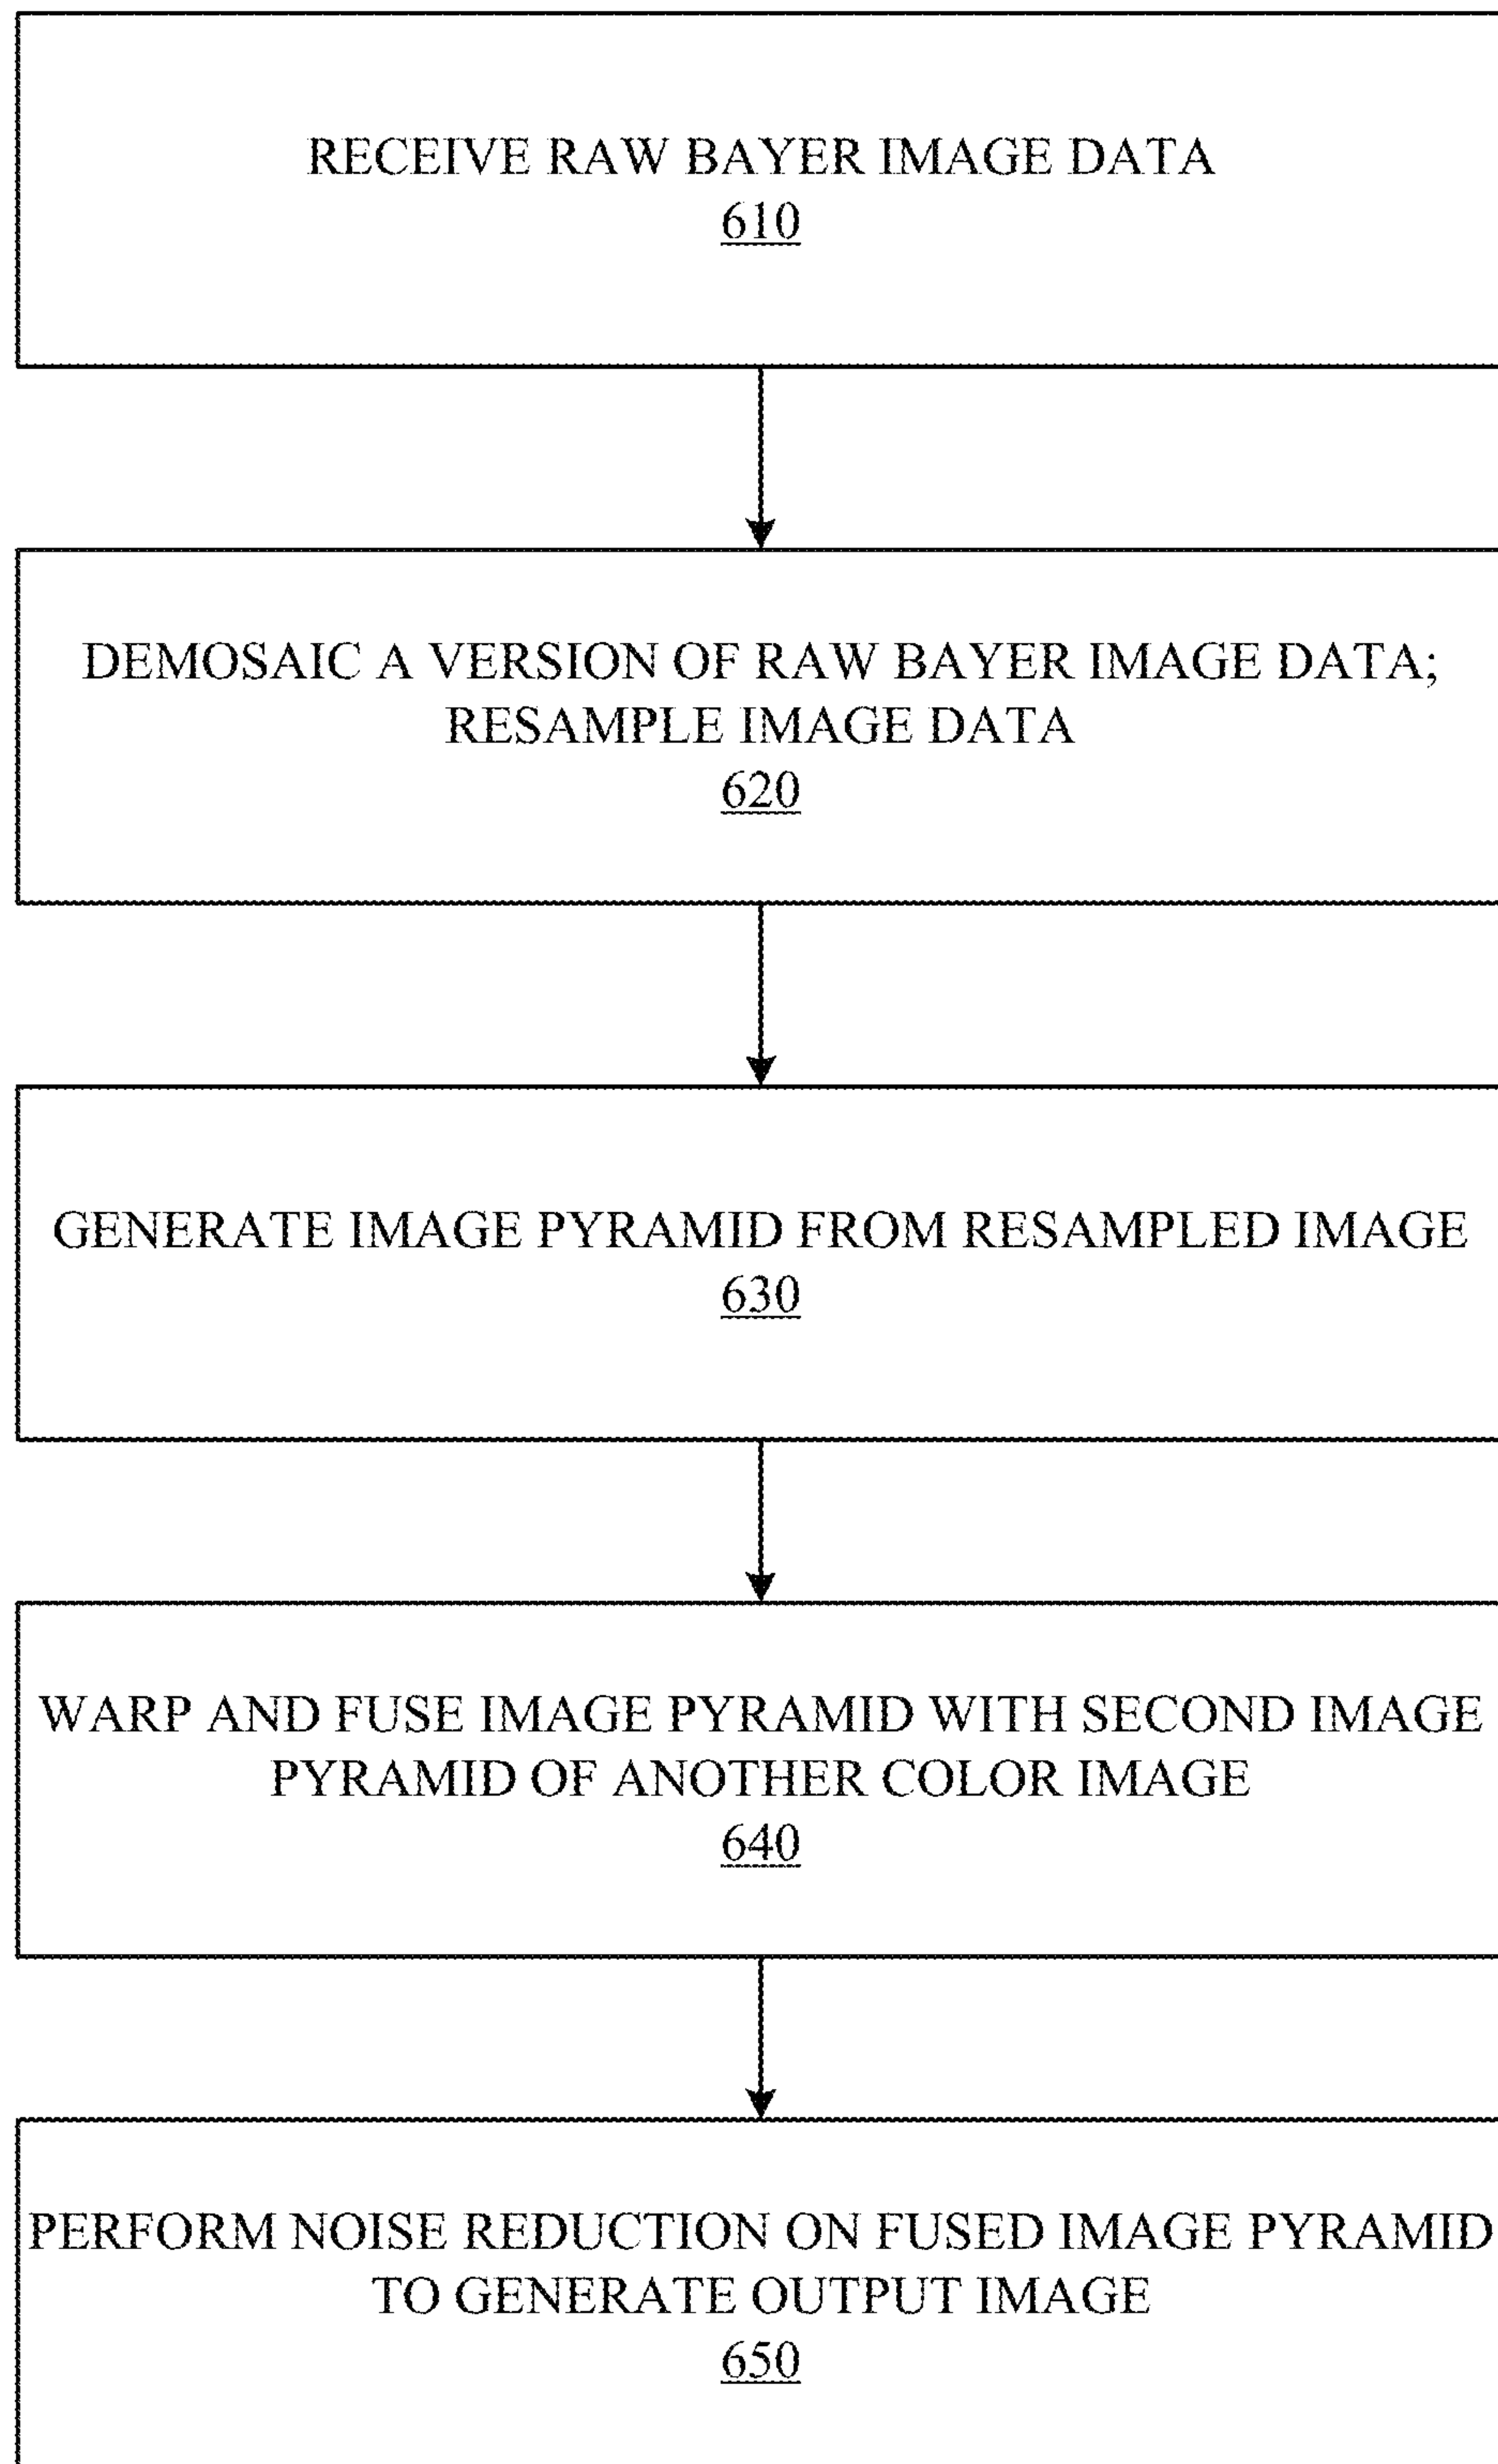 RECEIVE RAW BAYER IMAGE DATA
610
DEMOSAIC A VERSION OF RAW BAYER IMAGE DATA;
RESAMPLE IMAGE DATA
620
GENERATE IMAGE PYRAMID FROM RESAMPLED IMAGE
630
WARP AND FUSE IMAGE PYRAMID WITH SECOND IMAGE
PYRAMID OF ANOTHER COLOR IMAGE
640
PERFORM NOISE REDUCTION ON FUSED IMAGE PYRAMID
TO GENERATE OUTPUT IMAGE
650